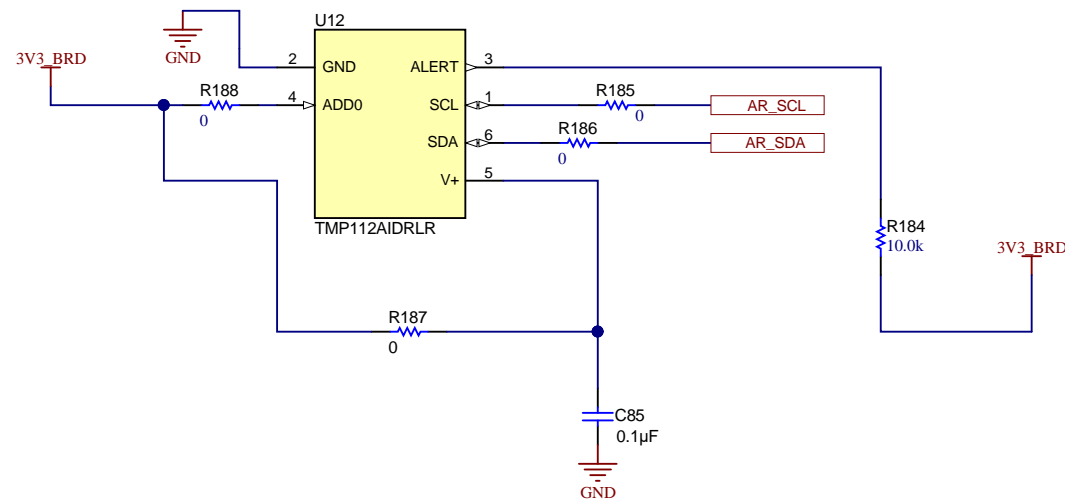 U12
3V3_BRD
GND
2
GND
ALERT
3
R188
0
4
ADD0
SCL
1
R185
0
AR_SCL
SDA
6
R186
0
AR_SDA
V+
5
TMP112AIDRLR
R184
10.0k
3V3_BRD
R187
0
C85
0.1µF
GND